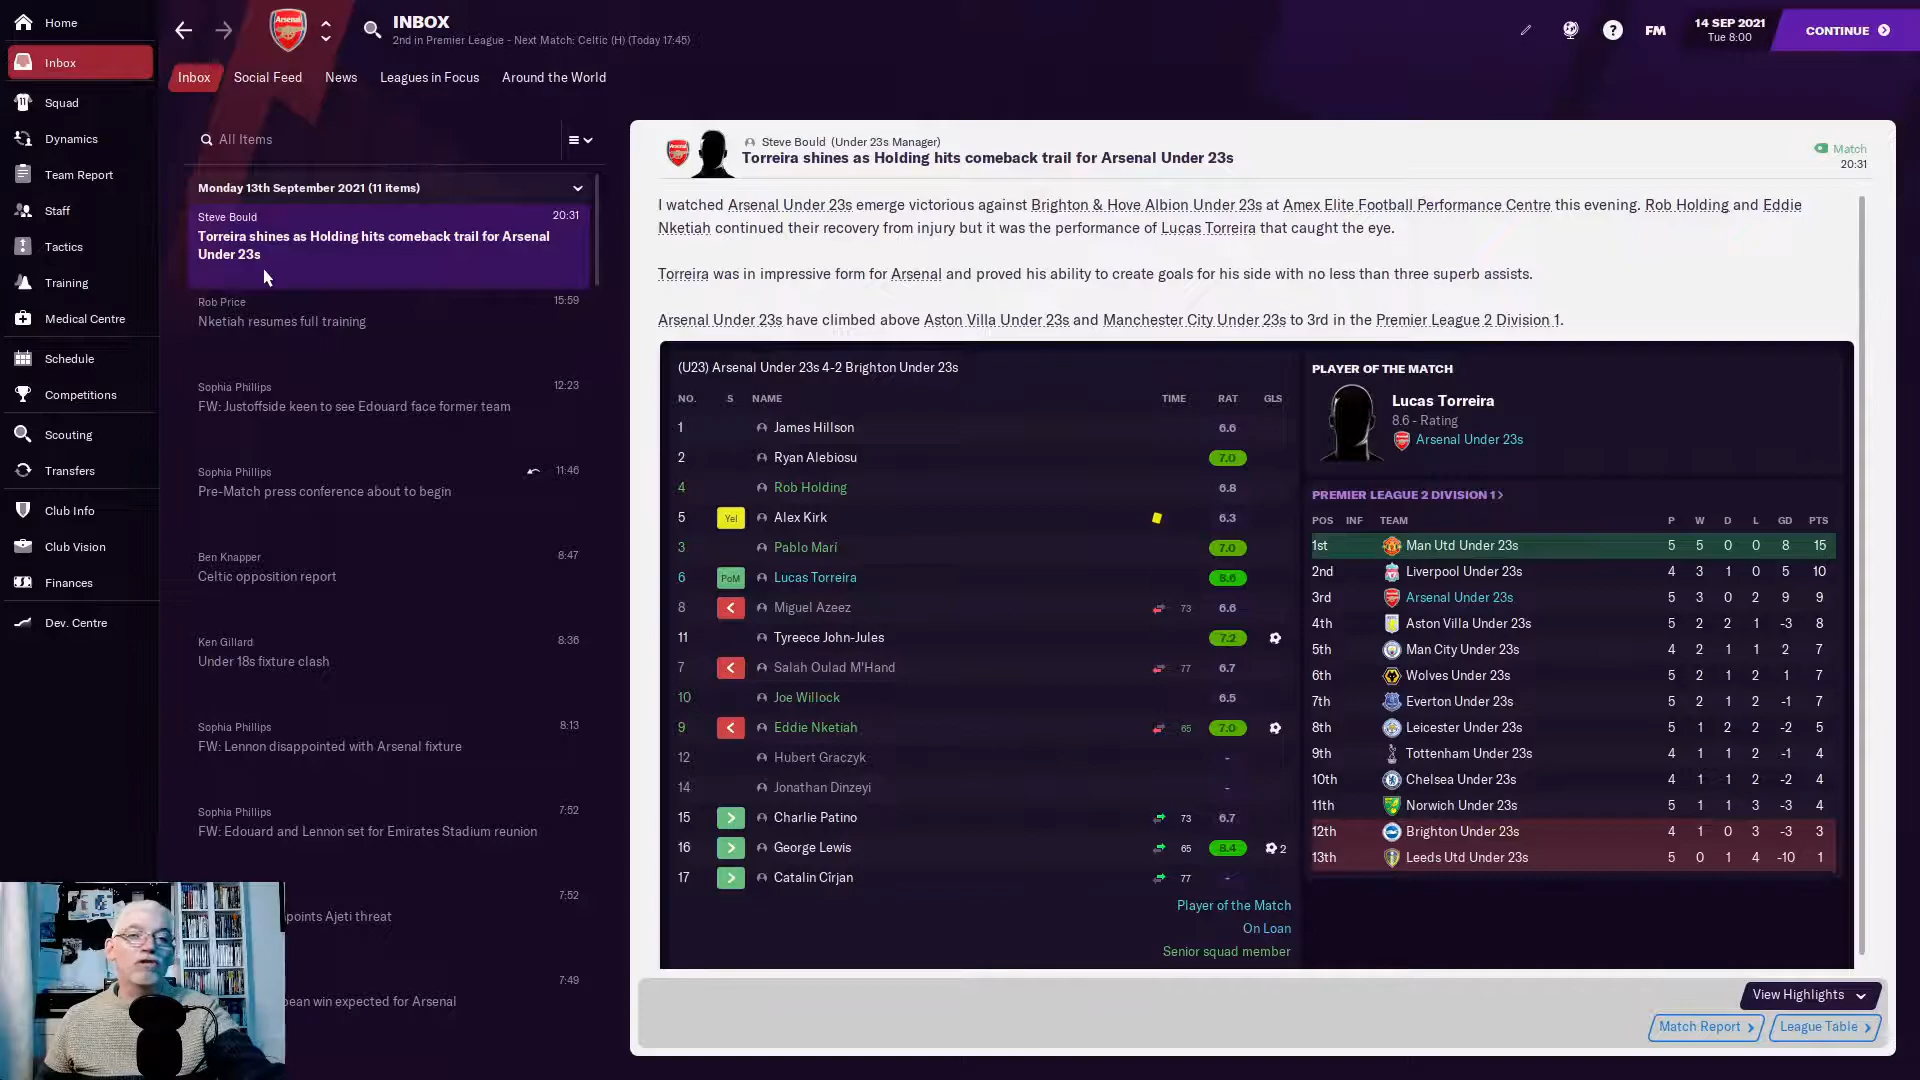 Home
Inbox
Squad
Dynamics
Team Report
Staff
Tactics
Training
Medical Centre
Schedule
Competitions
Scouting
Transfers
Club Info
Club Vision
Finances
Dev. Centre
Arsenal
INBOX
2nd in Premier League - Next Match: Celtic (H) (Today 17:45)
FM
14 SEP 2021
Tue 8:00
CONTINUE
Inbox Social Feed News Leagues in Focus Around the World
All Items
Monday 13th September 2021 (11 items)
Steve Bould 20:31
Torreira shines as Holding hits comeback trail for Arsenal
Under 23s
Rob Price 15:59
Nketiah resumes full training
Sophia Phillips 12:23
FW: Justoffside keen to see Edouard face former team
Sophia Phillips 11:46
Pre-Match press conference about to begin
Ben Knapper 8:47
Celtic opposition report
Ken Gillard 8:36
Under 18s fixture clash
Sophia Phillips 8:13
FW: Lennon disappointed with Arsenal fixture
Sophia Phillips 7:52
FW: Edouard and Lennon set for Emirates Stadium reunion
7:52
points Ajeti threat
7:49
pean win expected for Arsenal
Steve Bould (Under 23s Manager)
Torreira shines as Holding hits comeback trail for Arsenal Under 23s
Match
20:31
I watched Arsenal Under 23s emerge victorious against Brighton & Hove Albion Under 23s at Amex Elite Football Performance Centre this evening. Rob Holding and Eddie
Nketiah continued their recovery from injury but it was the performance of Lucas Torreira that caught the eye.
Torreira was in impressive form for Arsenal and proved his ability to create goals for his side with no less than three superb assists.
Arsenal Under 23s have climbed above Aston Villa Under 23s and Manchester City Under 23s to 3rd in the Premier League 2 Division 1.
(U23) Arsenal Under 23s 4-2 Brighton Under 23s
NO. S NAME TIME RAT GLS
1 James Hillson 6.6
2 Ryan Alebiosu 7.0
4 Rob Holding 6.8
5 Yel Alex Kirk 6.3
3 Pablo Marí 7.0
6 PoM Lucas Torreira 8.6
8 Miguel Azeez 73 6.6
11 Tyreece John-Jules 7.2
7 Salah Oulad M'Hand 77 6.7
10 Joe Willock 6.5
9 Eddie Nketiah 65 7.0
12 Hubert Graczyk -
14 Jonathan Dinzeyi -
15 Charlie Patino 73 6.7
16 George Lewis 65 8.4 2
17 Catalin Cîrjan 77 -
Player of the Match
On Loan
Senior squad member
PLAYER OF THE MATCH
Lucas Torreira
8.6 - Rating
Arsenal Under 23s
PREMIER LEAGUE 2 DIVISION 1
POS INF TEAM P W D L GD PTS
1st Man Utd Under 23s 5 5 0 0 8 15
2nd Liverpool Under 23s 4 3 1 0 5 10
3rd Arsenal Under 23s 5 3 0 2 9 9
4th Aston Villa Under 23s 5 2 2 1 -3 8
5th Man City Under 23s 4 2 1 1 2 7
6th Wolves Under 23s 5 2 1 2 1 7
7th Everton Under 23s 5 2 1 2 -1 7
8th Leicester Under 23s 5 1 2 2 -2 5
9th Tottenham Under 23s 4 1 1 2 -1 4
10th Chelsea Under 23s 4 1 1 2 -2 4
11th Norwich Under 23s 5 1 1 3 -3 4
12th Brighton Under 23s 4 1 0 3 -3 3
13th Leeds Utd Under 23s 5 0 1 4 -10 1
View Highlights
Match Report
League Table